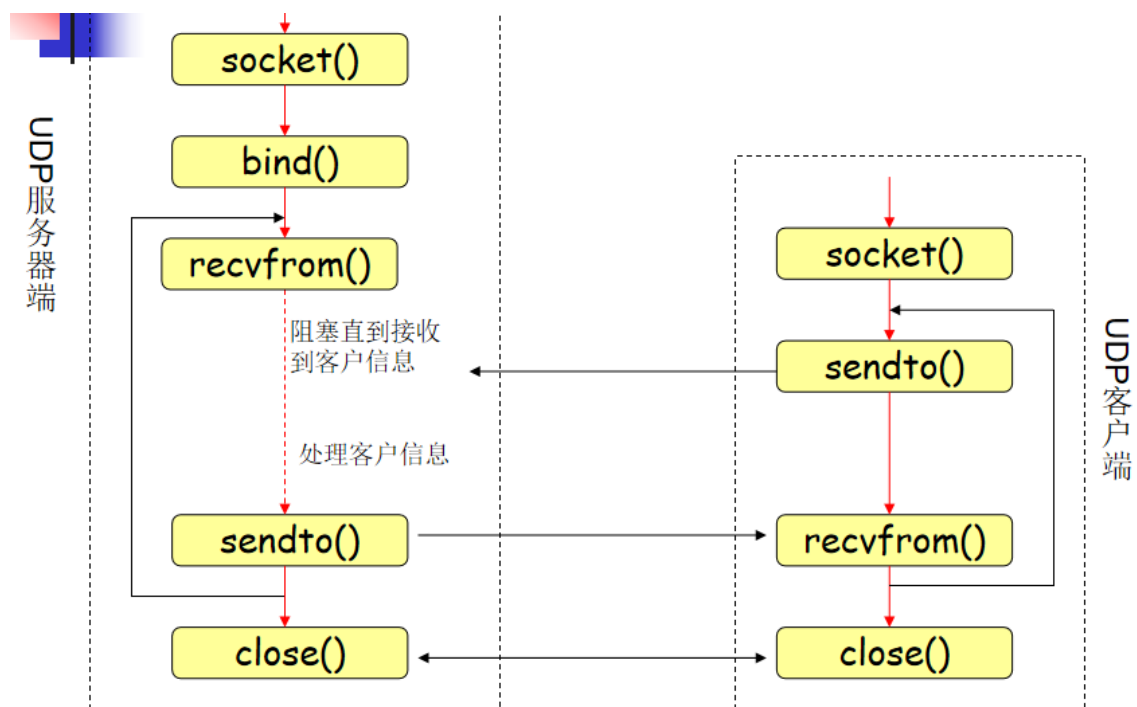 UDP服务器端
socket()
bind()
recvfrom()
阻塞直到接收
到客户信息
处理客户信息
sendto()
close()
socket()
sendto()
recvfrom()
close()
UDP客户端